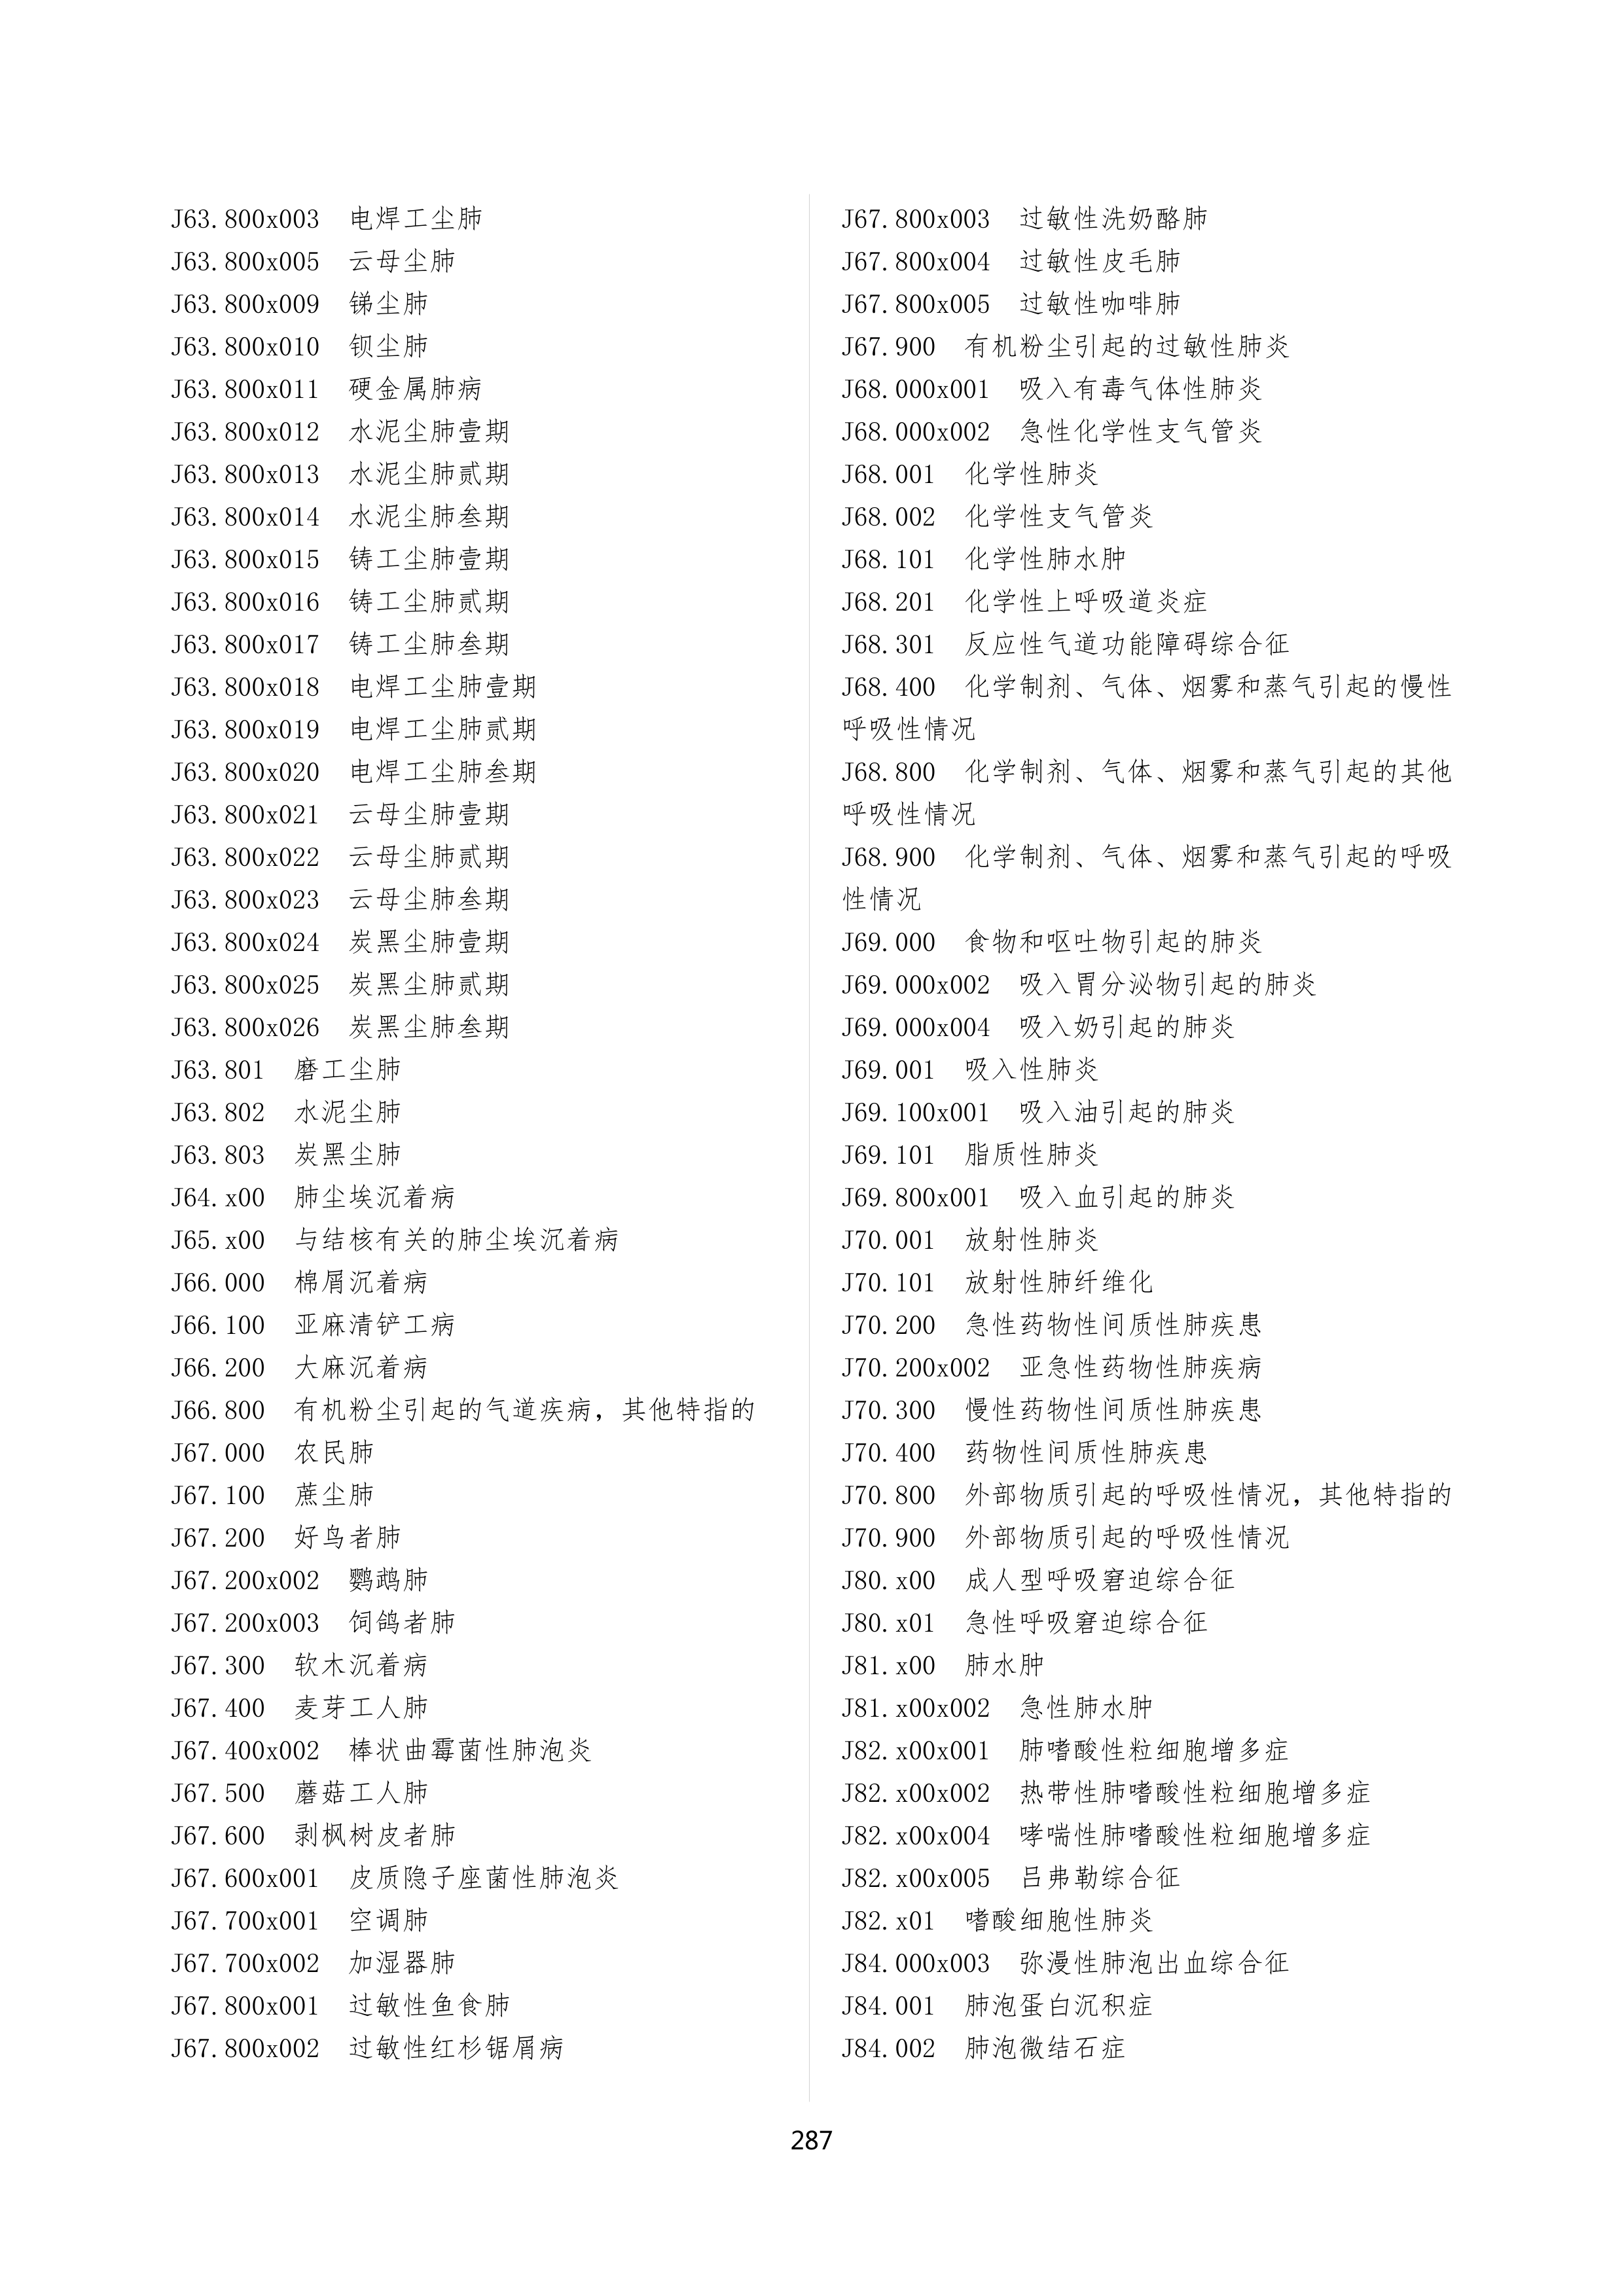 J63.800x003 电焊工尘肺
J63.800x005 云母尘肺
J63.800x009 锑尘肺
J63.800x010 钡尘肺
J63.800x011 硬金属肺病
J63.800x012 水泥尘肺壹期
J63.800x013 水泥尘肺贰期
J63.800x014 水泥尘肺叁期
J63.800x015 铸工尘肺壹期
J63.800x016 铸工尘肺贰期
J63.800x017 铸工尘肺叁期
J63.800x018 电焊工尘肺壹期
J63.800x019 电焊工尘肺贰期
J63.800x020 电焊工尘肺叁期
J63.800x021 云母尘肺壹期
J63.800x022 云母尘肺贰期
J63.800x023 云母尘肺叁期
J63.800x024 炭黑尘肺壹期
J63.800x025 炭黑尘肺贰期
J63.800x026 炭黑尘肺叁期
J63.801 磨工尘肺
J63.802 水泥尘肺
J63.803 炭黑尘肺
J64.x00 肺尘埃沉着病
J65.x00 与结核有关的肺尘埃沉着病
J66.000 棉屑沉着病
J66.100 亚麻清铲工病
J66.200 大麻沉着病
J66.800 有机粉尘引起的气道疾病，其他特指的
J67.000 农民肺
J67.100 蔗尘肺
J67.200 好鸟者肺
J67.200x002 鹦鹉肺
J67.200x003 饲鸽者肺
J67.300 软木沉着病
J67.400 麦芽工人肺
J67.400x002 棒状曲霉菌性肺泡炎
J67.500 蘑菇工人肺
J67.600 剥枫树皮者肺
J67.600x001 皮质隐子座菌性肺泡炎
J67.700x001 空调肺
J67.700x002 加湿器肺
J67.800x001 过敏性鱼食肺
J67.800x002 过敏性红杉锯屑病
J67.800x003 过敏性洗奶酪肺
J67.800x004 过敏性皮毛肺
J67.800x005 过敏性咖啡肺
J67.900 有机粉尘引起的过敏性肺炎
J68.000x001 吸入有毒气体性肺炎
J68.000x002 急性化学性支气管炎
J68.001 化学性肺炎
J68.002 化学性支气管炎
J68.101 化学性肺水肿
J68.201 化学性上呼吸道炎症
J68.301 反应性气道功能障碍综合征
J68.400 化学制剂、气体、烟雾和蒸气引起的慢性
呼吸性情况
J68.800 化学制剂、气体、烟雾和蒸气引起的其他
呼吸性情况
J68.900 化学制剂、气体、烟雾和蒸气引起的呼吸
性情况
J69.000 食物和呕吐物引起的肺炎
J69.000x002 吸入胃分泌物引起的肺炎
J69.000x004 吸入奶引起的肺炎
J69.001 吸入性肺炎
J69.100x001 吸入油引起的肺炎
J69.101 脂质性肺炎
J69.800x001 吸入血引起的肺炎
J70.001 放射性肺炎
J70.101 放射性肺纤维化
J70.200 急性药物性间质性肺疾患
J70.200x002 亚急性药物性肺疾病
J70.300 慢性药物性间质性肺疾患
J70.400 药物性间质性肺疾患
J70.800 外部物质引起的呼吸性情况，其他特指的
J70.900 外部物质引起的呼吸性情况
J80.x00 成人型呼吸窘迫综合征
J80.x01 急性呼吸窘迫综合征
J81.x00 肺水肿
J81.x00x002 急性肺水肿
J82.x00x001 肺嗜酸性粒细胞增多症
J82.x00x002 热带性肺嗜酸性粒细胞增多症
J82.x00x004 哮喘性肺嗜酸性粒细胞增多症
J82.x00x005 吕弗勒综合征
J82.x01 嗜酸细胞性肺炎
J84.000x003 弥漫性肺泡出血综合征
J84.001 肺泡蛋白沉积症
J84.002 肺泡微结石症
287